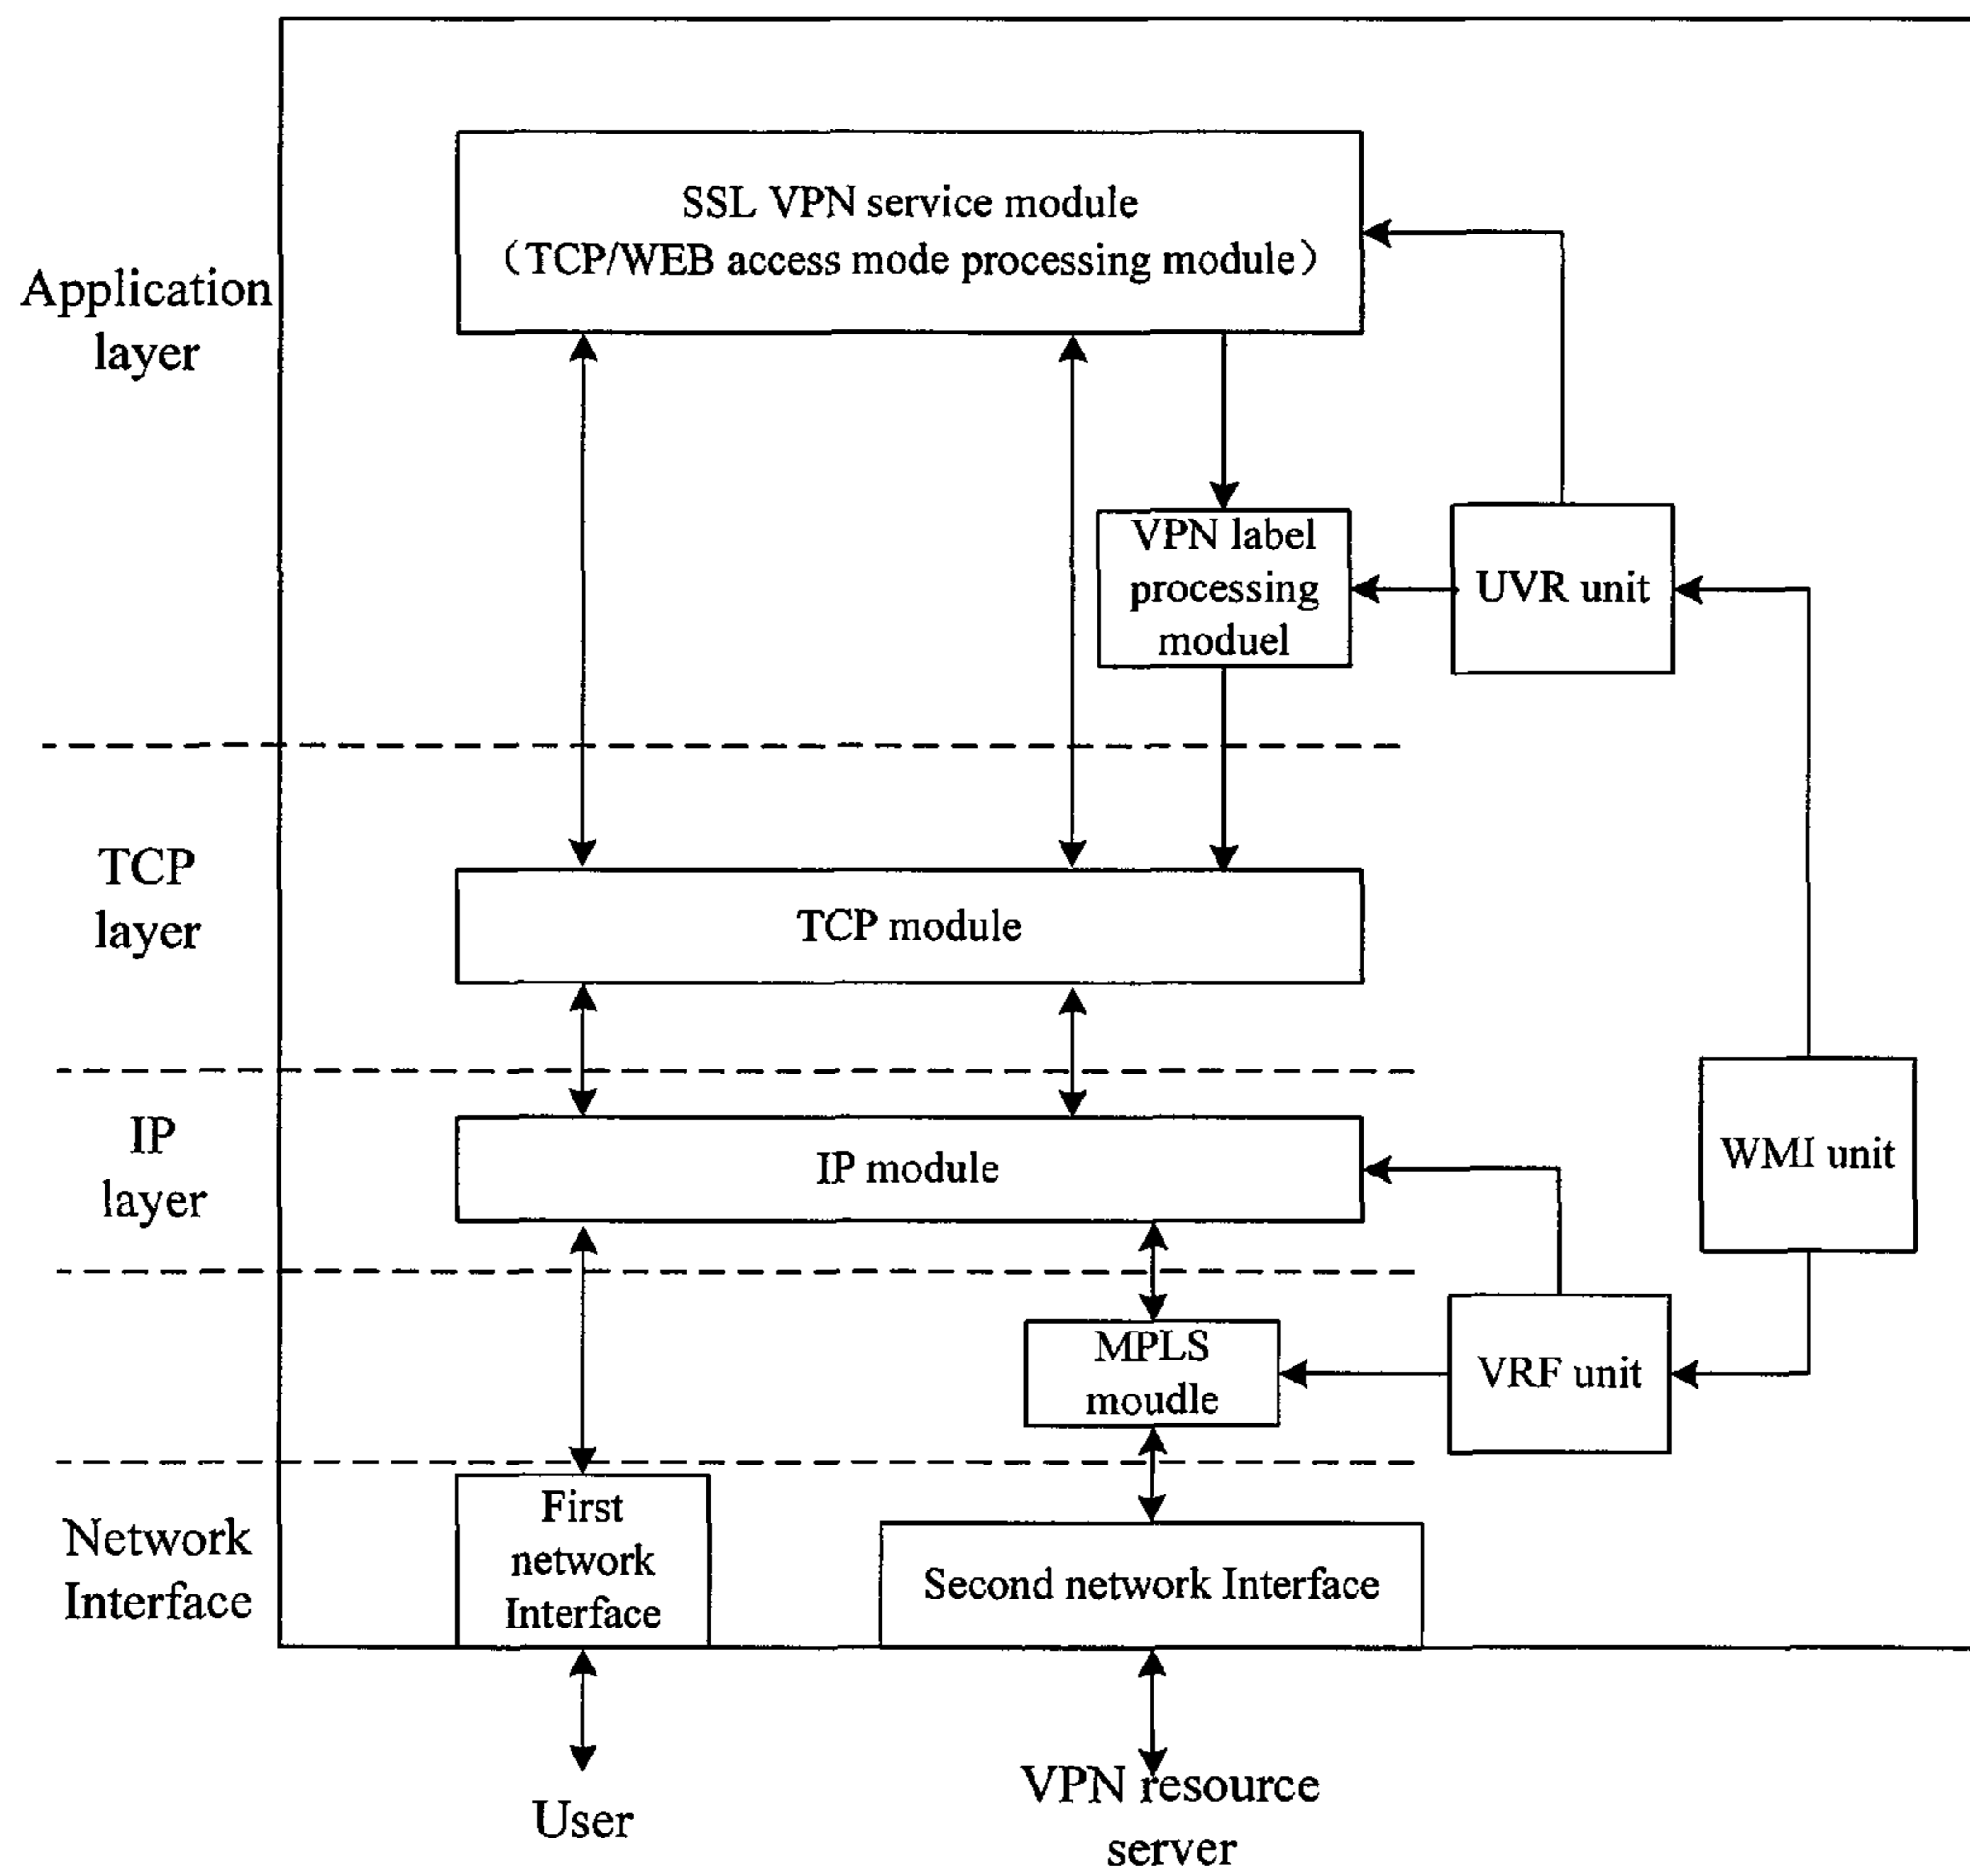 SSL VPN service module
（TCP/WEB access mode processing module）
Application
layer
VPN label
processing
moduel
UVR unit
TCP
layer
TCP module
IP
layer
IP module
WMI unit
MPLS
moudle
VRF unit
Network
Interface
First
network
Interface
Second network Interface
User
VPN resource
server